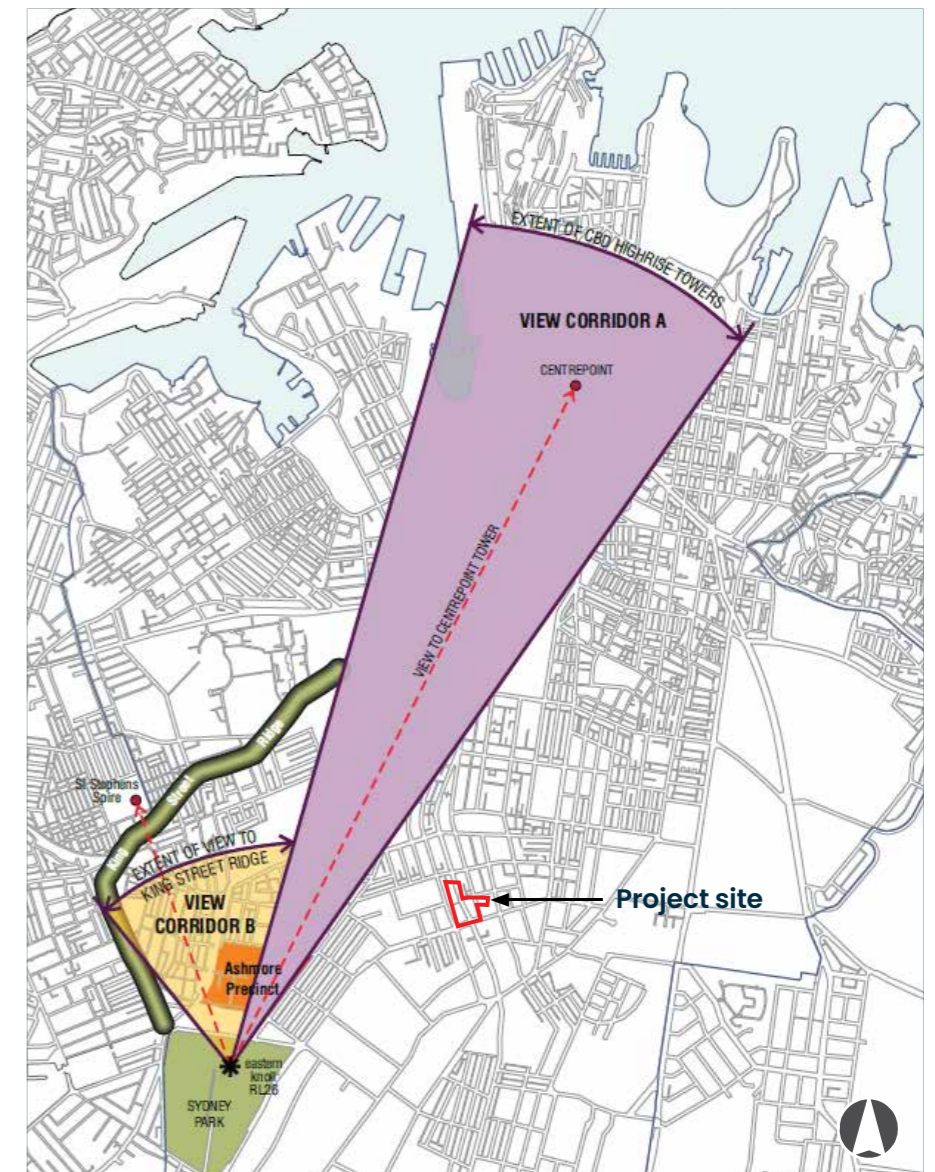 EXTENT OF CBD HIGHRISE TOWERS
VIEW CORRIDOR A
CENTREPOINT
VIEW TO CENTREPOINT TOWER
King Street Ridge
St Stephens
Spire
EXTENT OF VIEW TO
KING STREET RIDGE
VIEW
CORRIDOR B
Project site
Ashmore
Precinct
eastern
knoll
RL26
SYDNEY
PARK